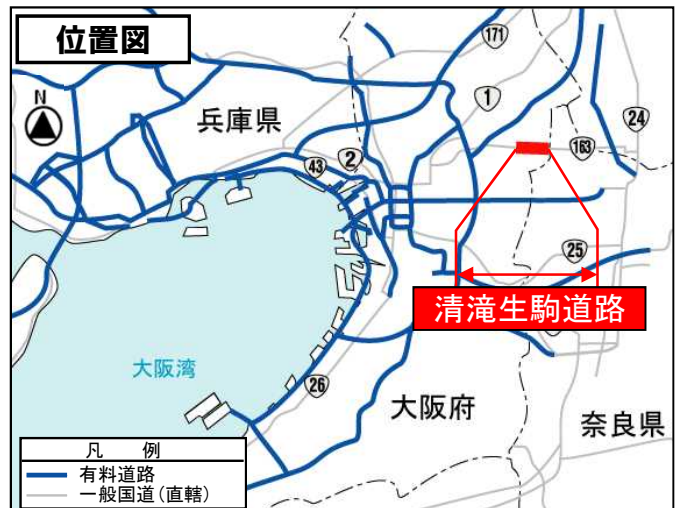 位置図
N
171
1
兵庫県
24
163
2
43
25
清滝生駒道路
大阪湾
26
大阪府
奈良県
凡 例
有料道路
一般国道(直轄)